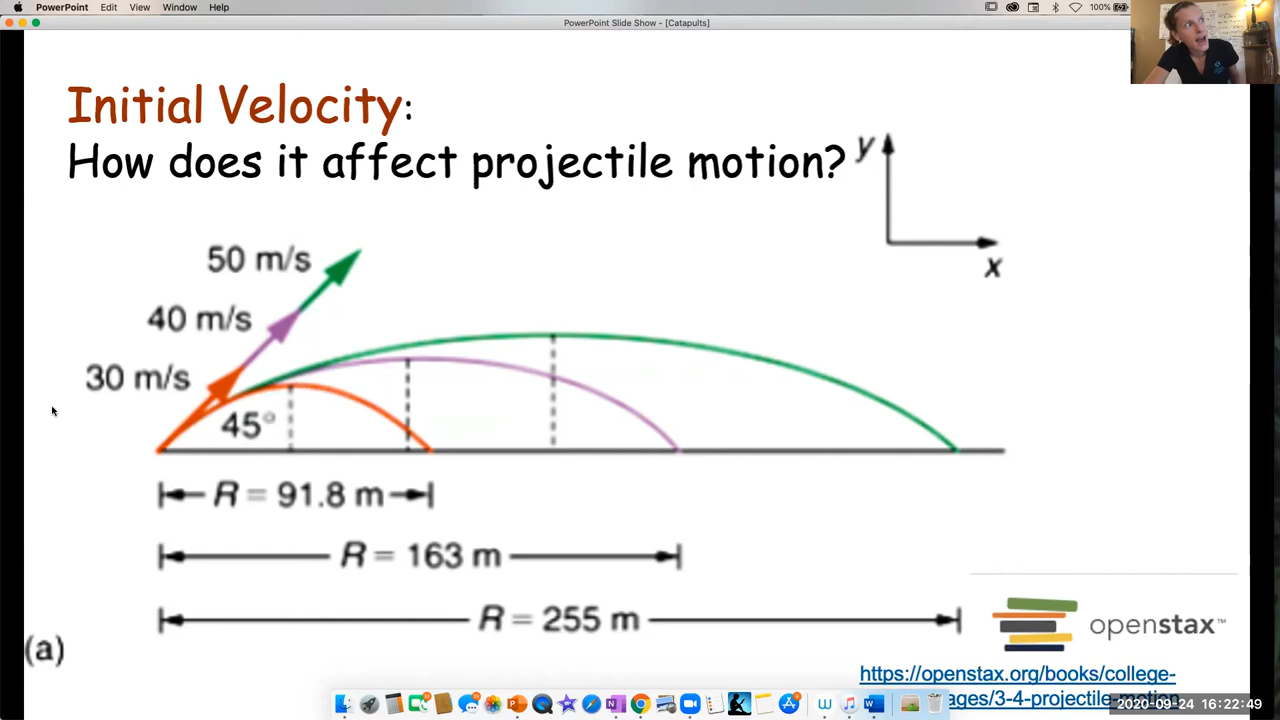 PowerPoint Edit View Window Help
100%
PowerPoint Slide Show - [Catapults]
Initial Velocity:
How does it affect projectile motion?
y
x
50 m/s
40 m/s
30 m/s
45°
R = 91.8 m
R = 163 m
R = 255 m
(a)
openstax™
https://openstax.org/books/college-
ages/3-4-projectile-motion
2020-09-24 16:22:49